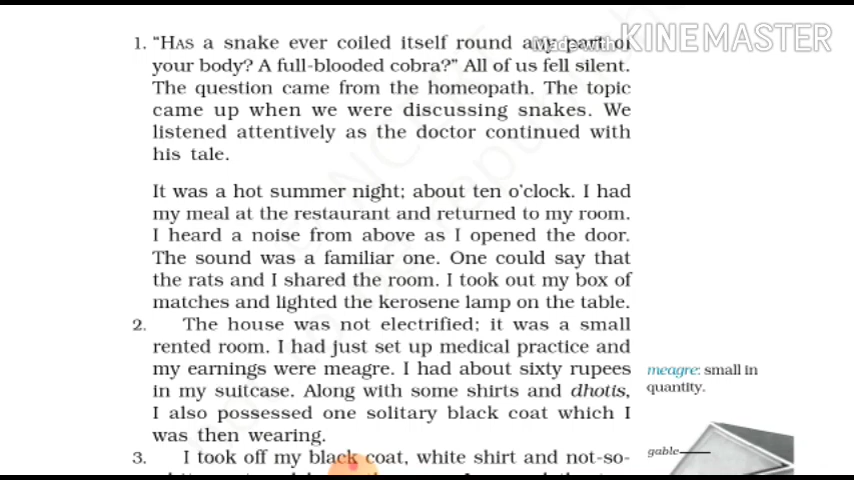 1. "HAS a snake ever coiled itself round any part of
Made with KINEMASTER
your body? A full-blooded cobra?" All of us fell silent.
The question came from the homeopath. The topic
came up when we were discussing snakes. We
listened attentively as the doctor continued with
his tale.
It was a hot summer night; about ten o'clock. I had
my meal at the restaurant and returned to my room.
I heard a noise from above as I opened the door.
The sound was a familiar one. One could say that
the rats and I shared the room. I took out my box of
matches and lighted the kerosene lamp on the table.
2. The house was not electrified; it was a small
rented room. I had just set up medical practice and
my earnings were meagre. I had about sixty rupees
in my suitcase. Along with some shirts and dhotis,
I also possessed one solitary black coat which I
was then wearing.
meagre: small in
quantity.
3. I took off my black coat, white shirt and not-so-
gable